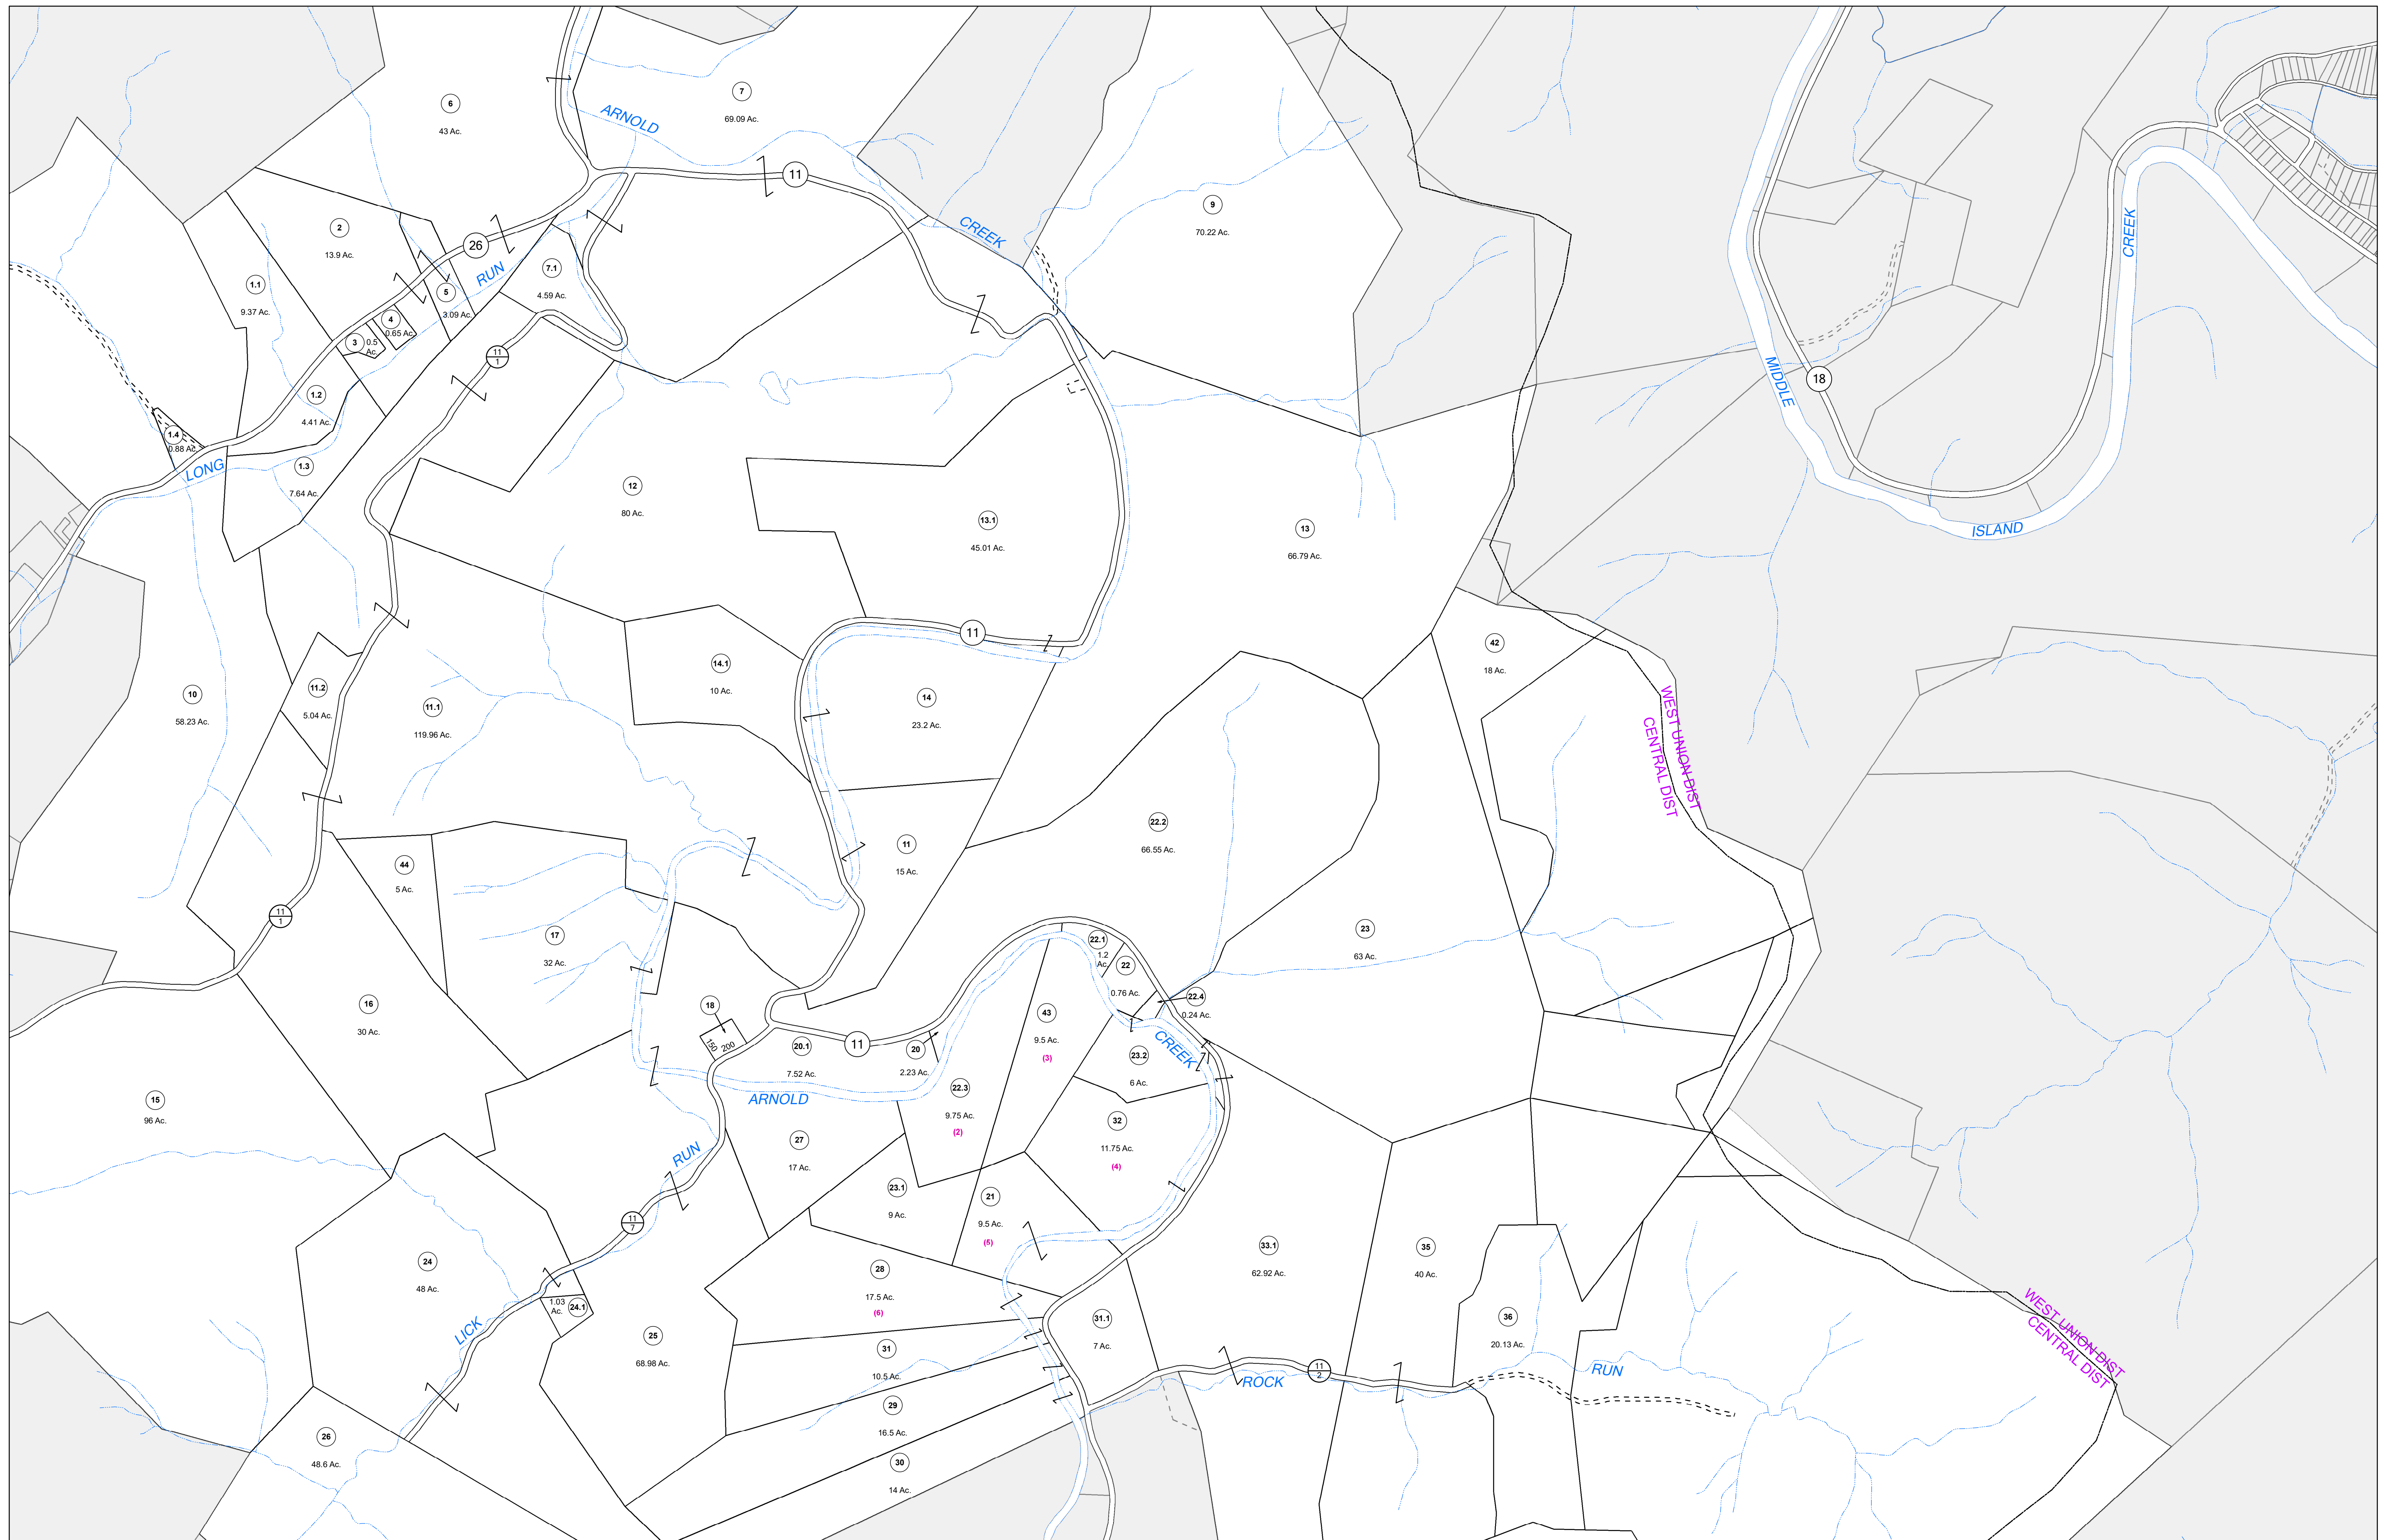 6
43 Ac.
7
69.09 Ac.
ARNOLD
11
9
70.22 Ac.
CREEK
CREEK
2
13.9 Ac.
26
RUN
7.1
4.59 Ac.
1.1
9.37 Ac.
5
3.09 Ac.
4
0.65 Ac.
3
0.5
Ac.
11
1
MIDDLE
18
1.2
4.41 Ac.
1.4
0.88 Ac.
LONG
1.3
7.64 Ac.
12
80 Ac.
13.1
45.01 Ac.
13
66.79 Ac.
ISLAND
11
42
18 Ac.
14.1
10 Ac.
14
23.2 Ac.
10
58.23 Ac.
11.2
5.04 Ac.
11.1
119.96 Ac.
WEST UNION DIST
CENTRAL DIST
22.2
66.55 Ac.
11
15 Ac.
44
5 Ac.
11
1
17
32 Ac.
23
63 Ac.
22.1
1.2
Ac.
22
0.76 Ac.
22.4
0.24 Ac.
16
30 Ac.
18
150
200
20.1
7.52 Ac.
11
20
2.23 Ac.
43
9.5 Ac.
(3)
CREEK
23.2
6 Ac.
15
96 Ac.
ARNOLD
22.3
9.75 Ac.
(2)
32
11.75 Ac.
(4)
27
17 Ac.
RUN
23.1
9 Ac.
21
9.5 Ac.
(5)
11
7
24
48 Ac.
28
17.5 Ac.
(6)
33.1
62.92 Ac.
35
40 Ac.
1.03
Ac.
24.1
LICK
25
68.98 Ac.
31.1
7 Ac.
36
20.13 Ac.
WEST UNION DIST
CENTRAL DIST
31
10.5 Ac.
11
2
ROCK
RUN
29
16.5 Ac.
26
48.6 Ac.
30
14 Ac.